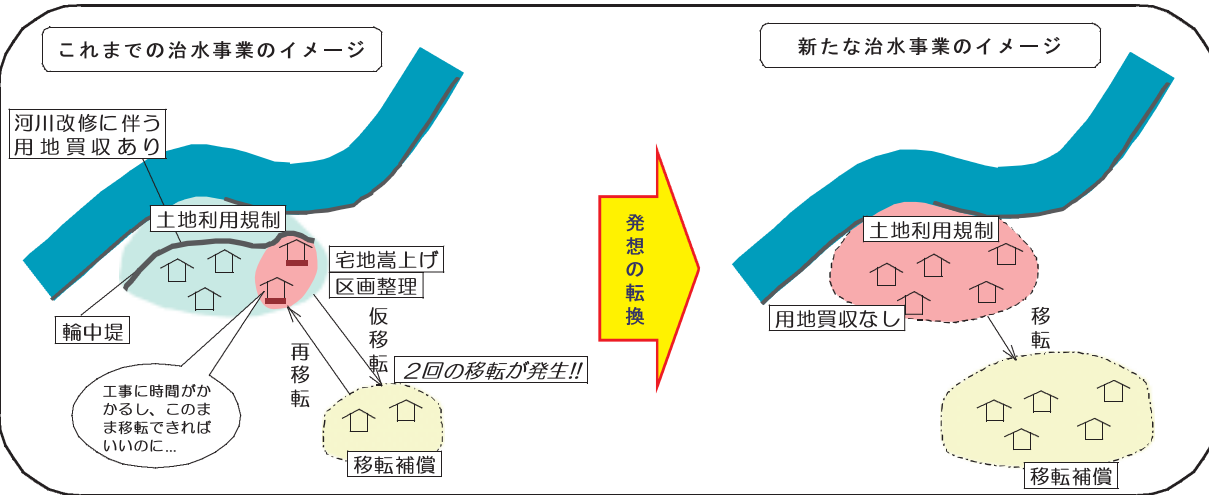 これまでの治水事業のイメージ
河川改修に伴う
用地買収あり
土地利用規制
宅地嵩上げ
区画整理
輪中堤
仮移転
再移転
2回の移転が発生!!
工事に時間がか
かるし、このま
ま移転できれば
いいのに…
移転補償
発想の転換
新たな治水事業のイメージ
土地利用規制
用地買収なし
移転
移転補償